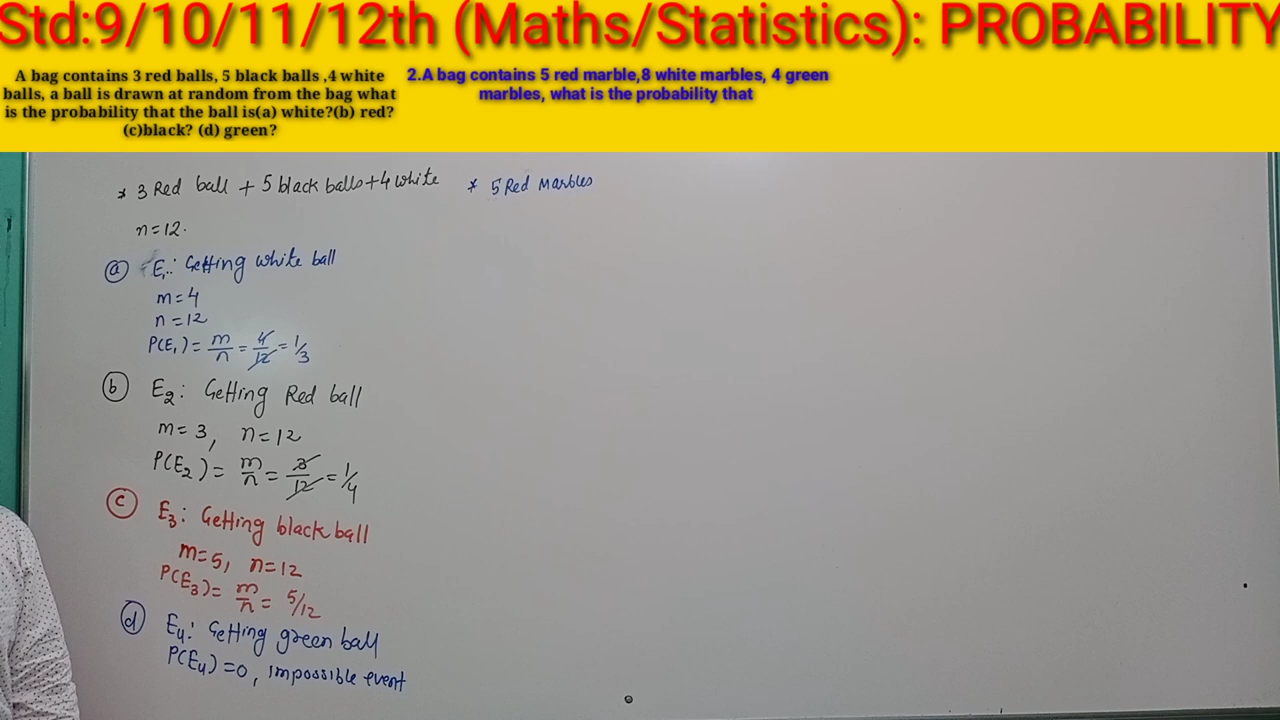 Std:9/10/11/12th (Maths/Statistics): PROBABILITY
A bag contains 3 red balls, 5 black balls ,4 white
balls, a ball is drawn at random from the bag what
is the probability that the ball is(a) white?(b) red?
(c)black? (d) green?
2.A bag contains 5 red marble,8 white marbles, 4 green
marbles, what is the probability that
* 3 Red ball + 5 black balls+4 white
n=12.
(a) E1: Getting white ball
m=4
n=12
P(E1)= m/n = 4/12 = 1/3
(b) E2: Getting Red ball
m= 3, n=12
P(E2)= m/n = 3/12 = 1/4
(c) E3: Getting black ball
m=5, n=12
P(E3)= m/n = 5/12
(d) E4: Getting green ball
P(E4)=0, impossible event
* 5 Red Marbles